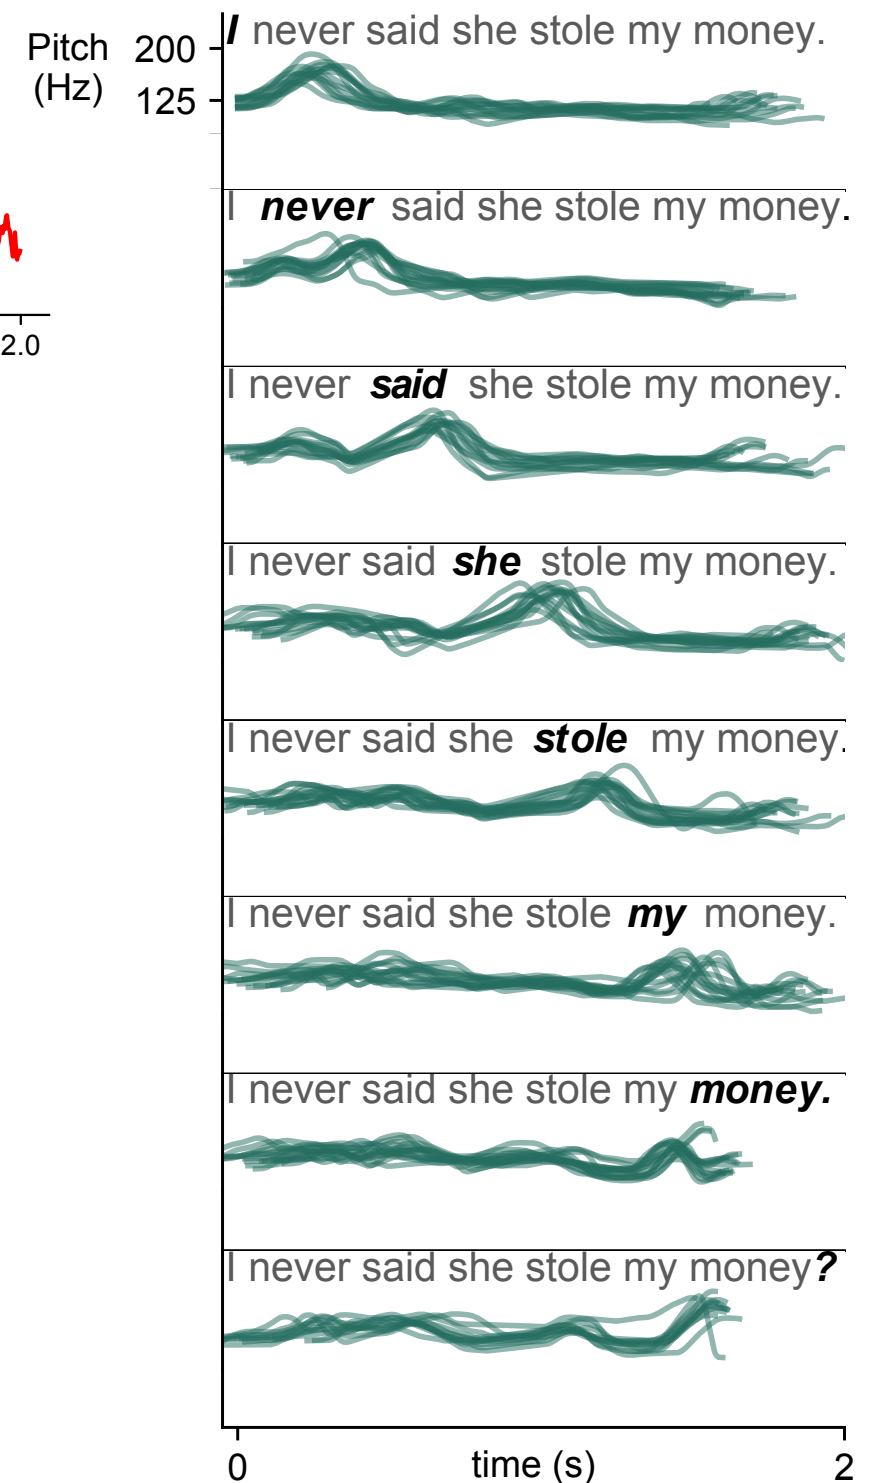 I never said she stole my money.
Pitch
(Hz)
200
125
I never said she stole my money.
2.0
I never said she stole my money.
I never said she stole my money.
I never said she stole my money.
I never said she stole my money.
I never said she stole my money.
I never said she stole my money?
0
time (s)
2